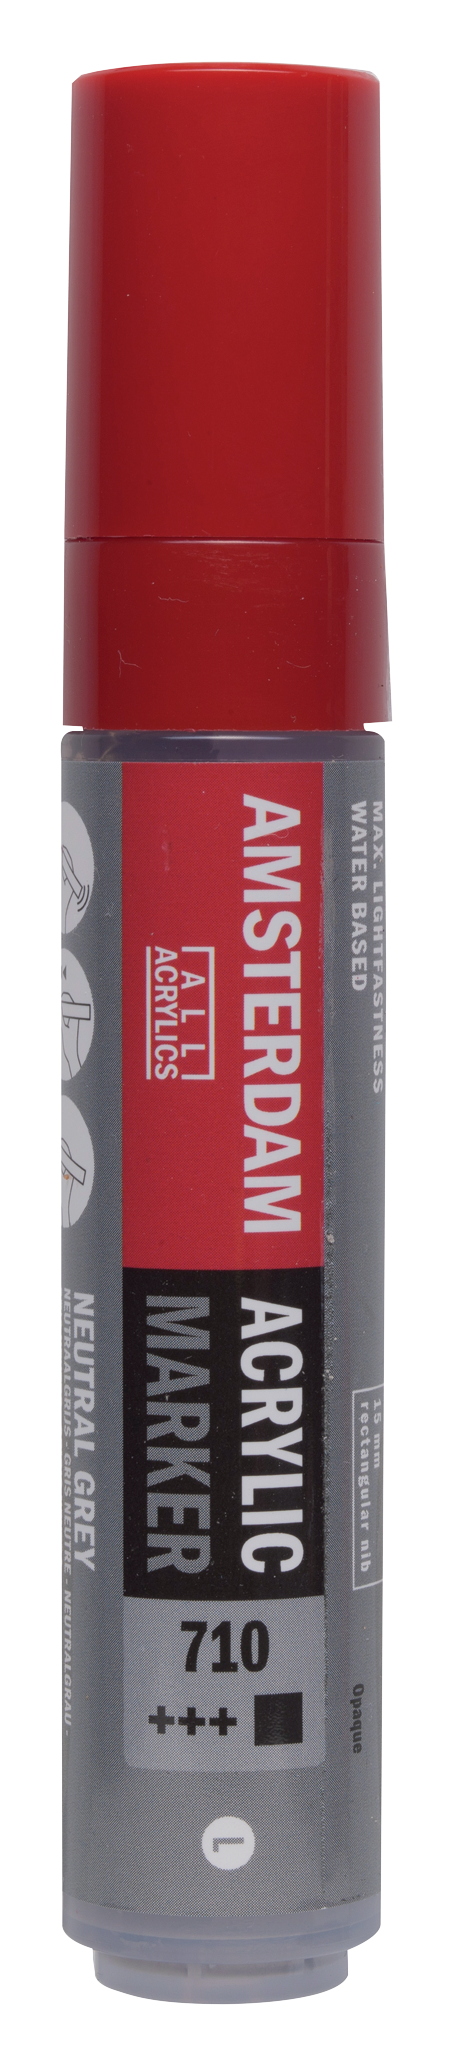 MAX. LIGHTFASTNESS
WATER BASED
AMSTERDAM
ALL
ACRYLICS
ACRYLIC
MARKER
15 mm
rectangular nib
710
+++
Opaque
L
NEUTRAL GREY
NEUTRAALGRIJS - GRIS NEUTRE - NEUTRALGRAU -